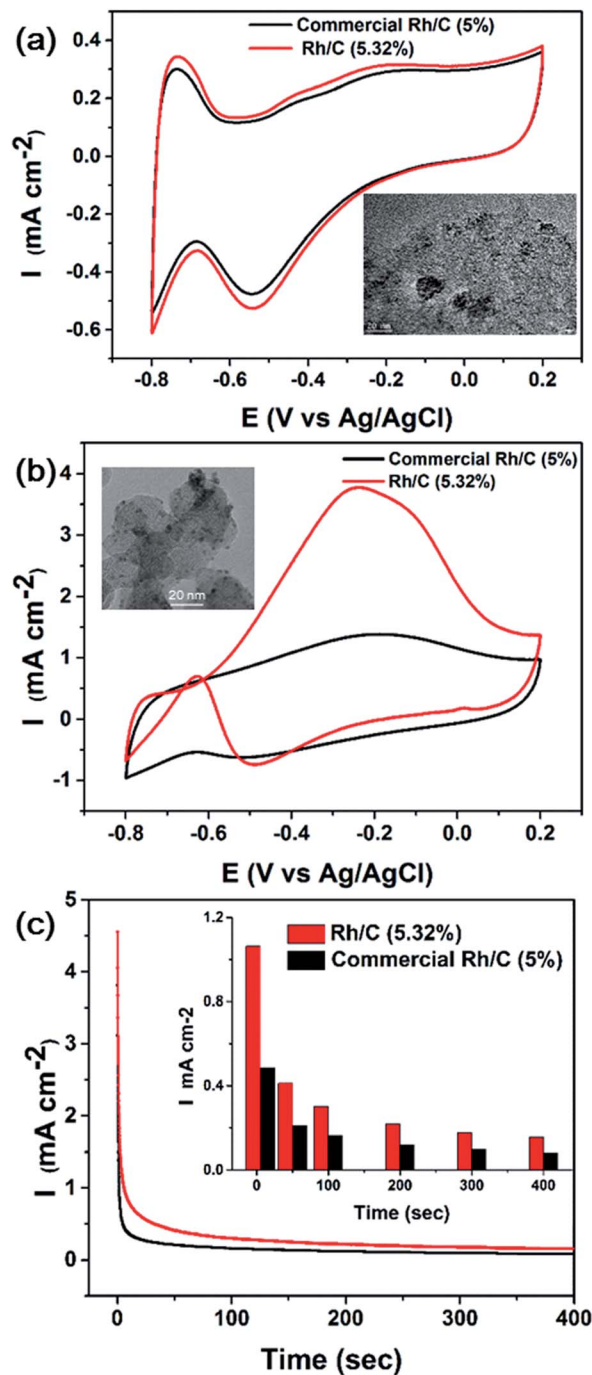 (a)
Commercial Rh/C (5%)
Rh/C (5.32%)
0.4
0.2
0.0
-0.2
-0.4
-0.6
I (mA cm-2)
-0.8 -0.6 -0.4 -0.2 0.0 0.2
E (V vs Ag/AgCl)
(b)
Commercial Rh/C (5%)
Rh/C (5.32%)
20 nm
4
3
2
1
0
-1
I (mA cm-2)
-0.8 -0.6 -0.4 -0.2 0.0 0.2
E (V vs Ag/AgCl)
(c)
5
4
3
2
1
0
I (mA cm-2)
Rh/C (5.32%)
Commercial Rh/C (5%)
1.2
0.8
0.4
0.0
I mA cm-2
0 100 200 300 400
Time (sec)
0 100 200 300 400
Time (sec)